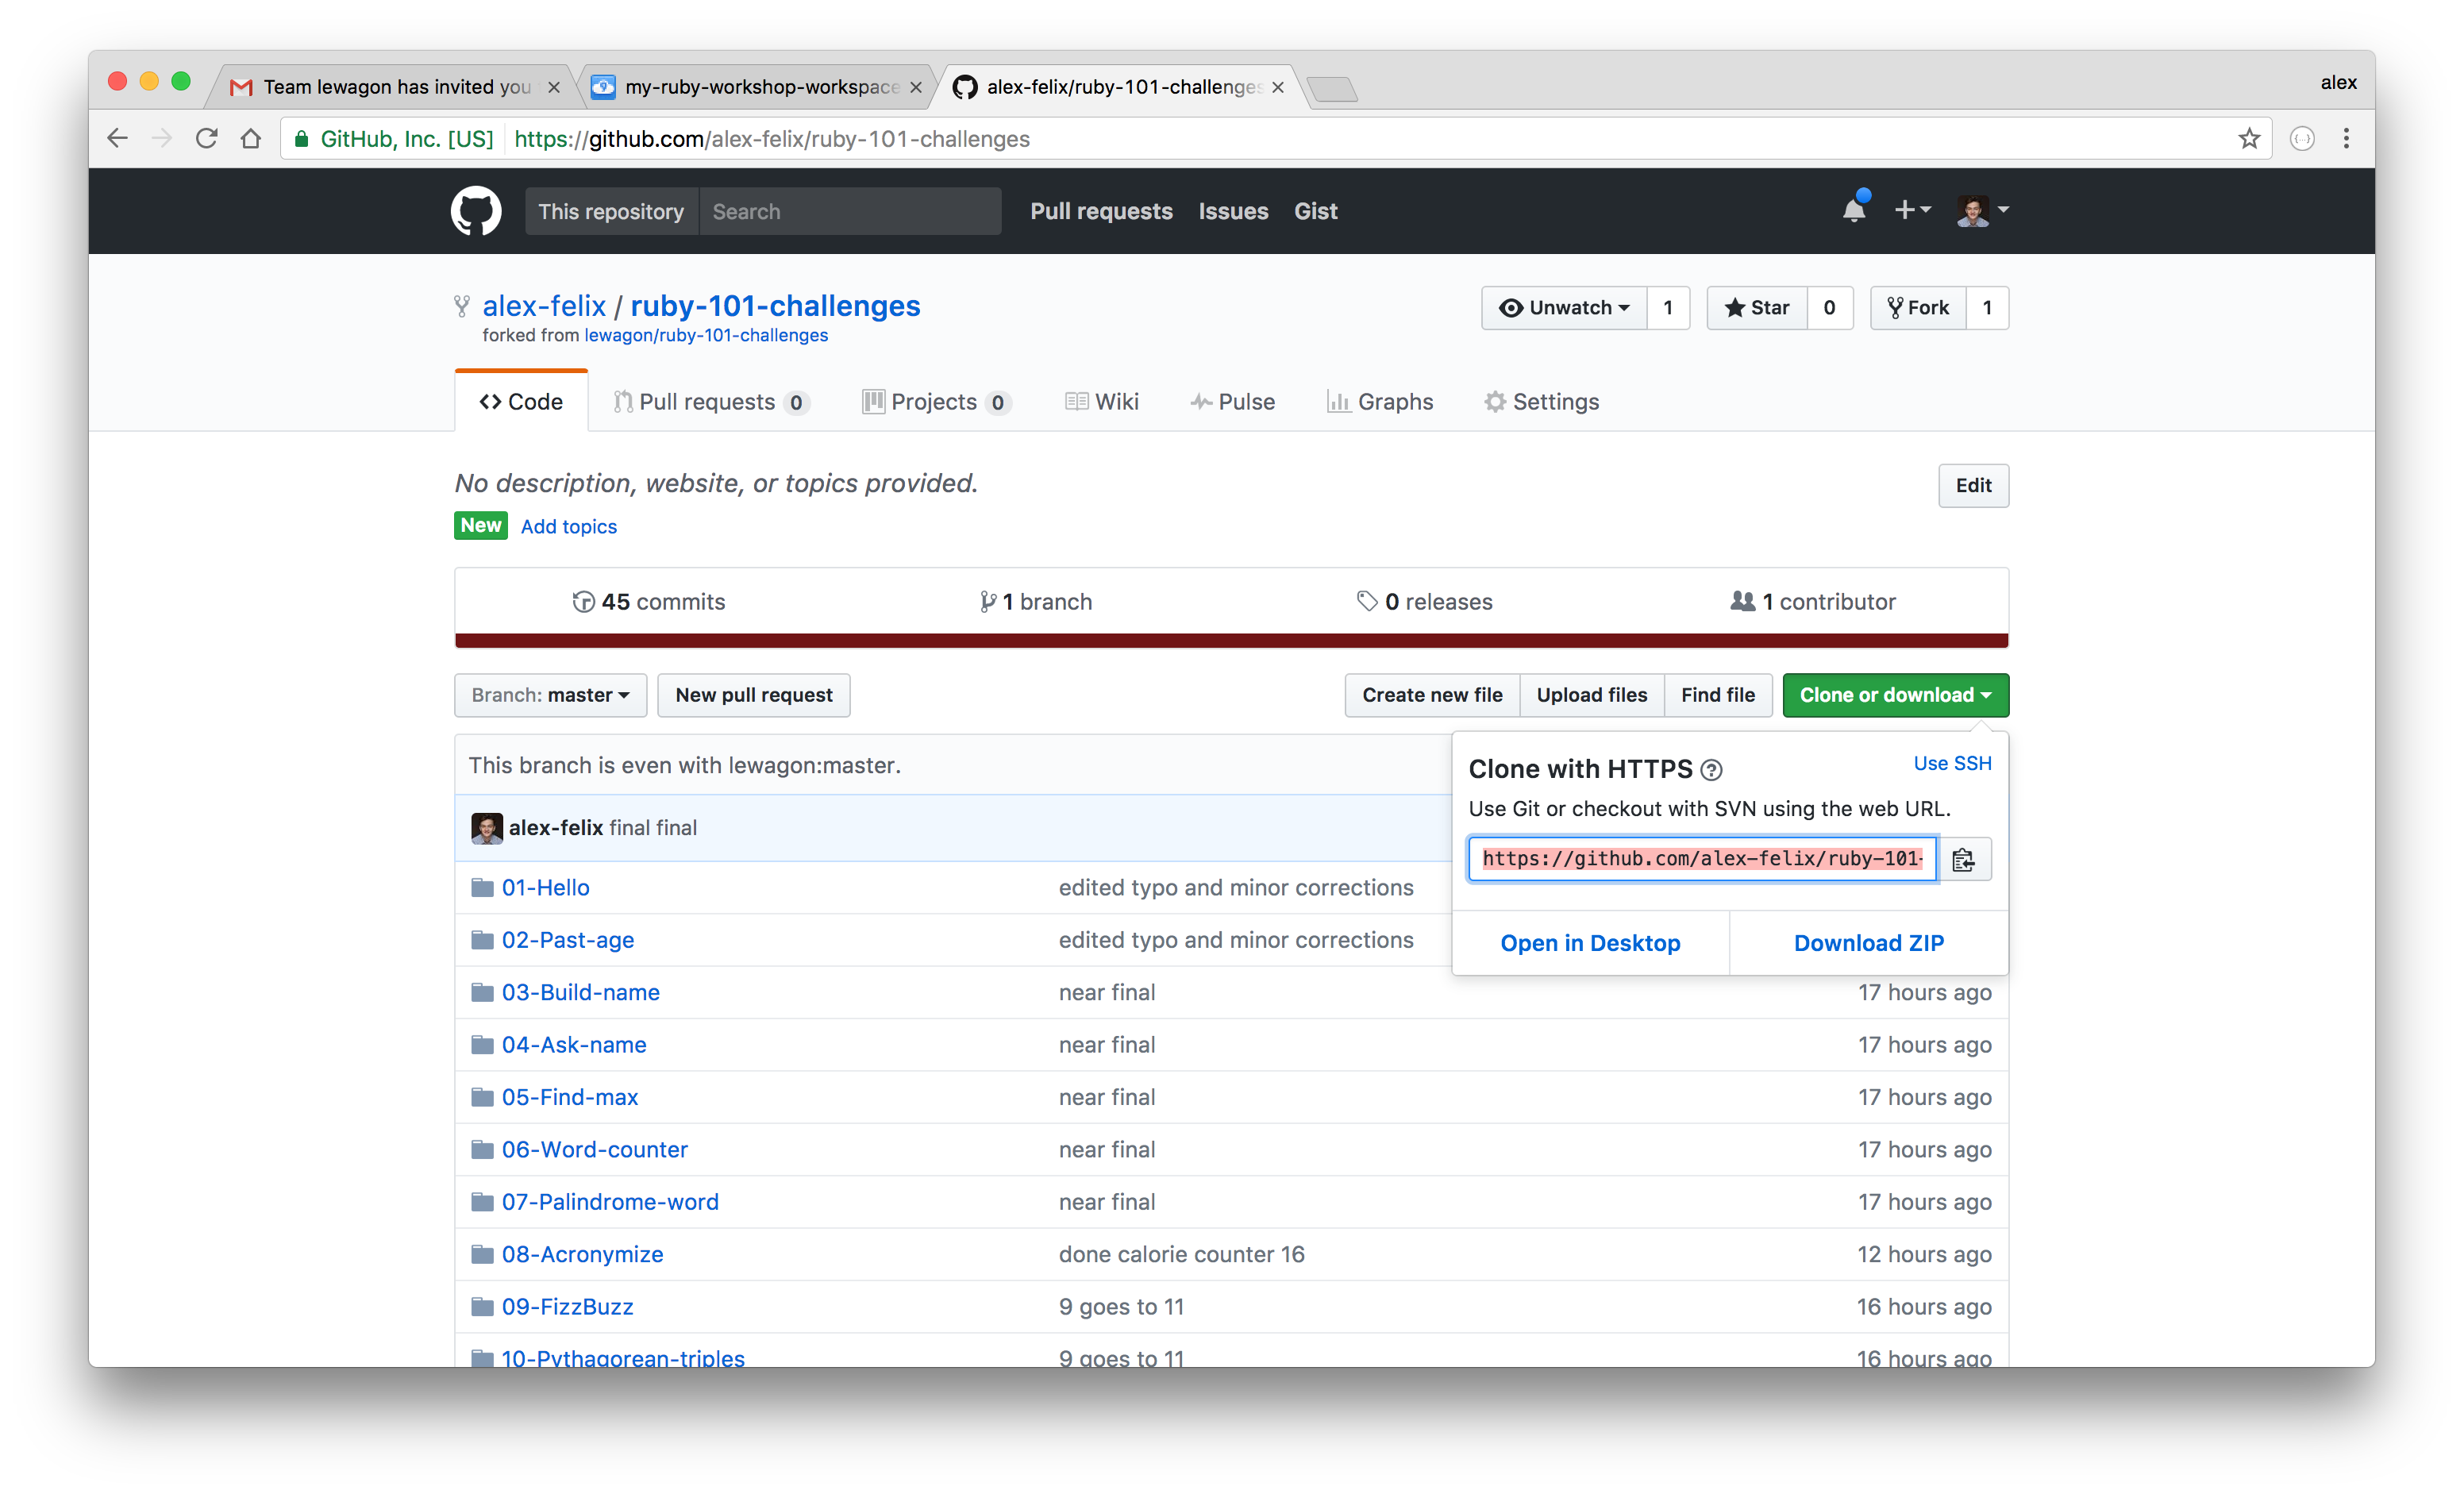 Team lewagon has invited you
my-ruby-workshop-workspace
alex-felix/ruby-101-challenges
alex
GitHub, Inc. [US] https://github.com/alex-felix/ruby-101-challenges
This repository Search Pull requests Issues Gist
alex-felix / ruby-101-challenges
Unwatch 1 Star 0 Fork 1
forked from lewagon/ruby-101-challenges
Code Pull requests 0 Projects 0 Wiki Pulse Graphs Settings
No description, website, or topics provided.
Edit
New Add topics
45 commits 1 branch 0 releases 1 contributor
Branch: master New pull request Create new file Upload files Find file Clone or download
This branch is even with lewagon:master.
Clone with HTTPS Use SSH
Use Git or checkout with SVN using the web URL.
https://github.com/alex-felix/ruby-101-
Open in Desktop Download ZIP
alex-felix final final
01-Hello edited typo and minor corrections
02-Past-age edited typo and minor corrections
03-Build-name near final 17 hours ago
04-Ask-name near final 17 hours ago
05-Find-max near final 17 hours ago
06-Word-counter near final 17 hours ago
07-Palindrome-word near final 17 hours ago
08-Acronymize done calorie counter 16 12 hours ago
09-FizzBuzz 9 goes to 11 16 hours ago
10-Pythagorean-triples 9 goes to 11 16 hours ago